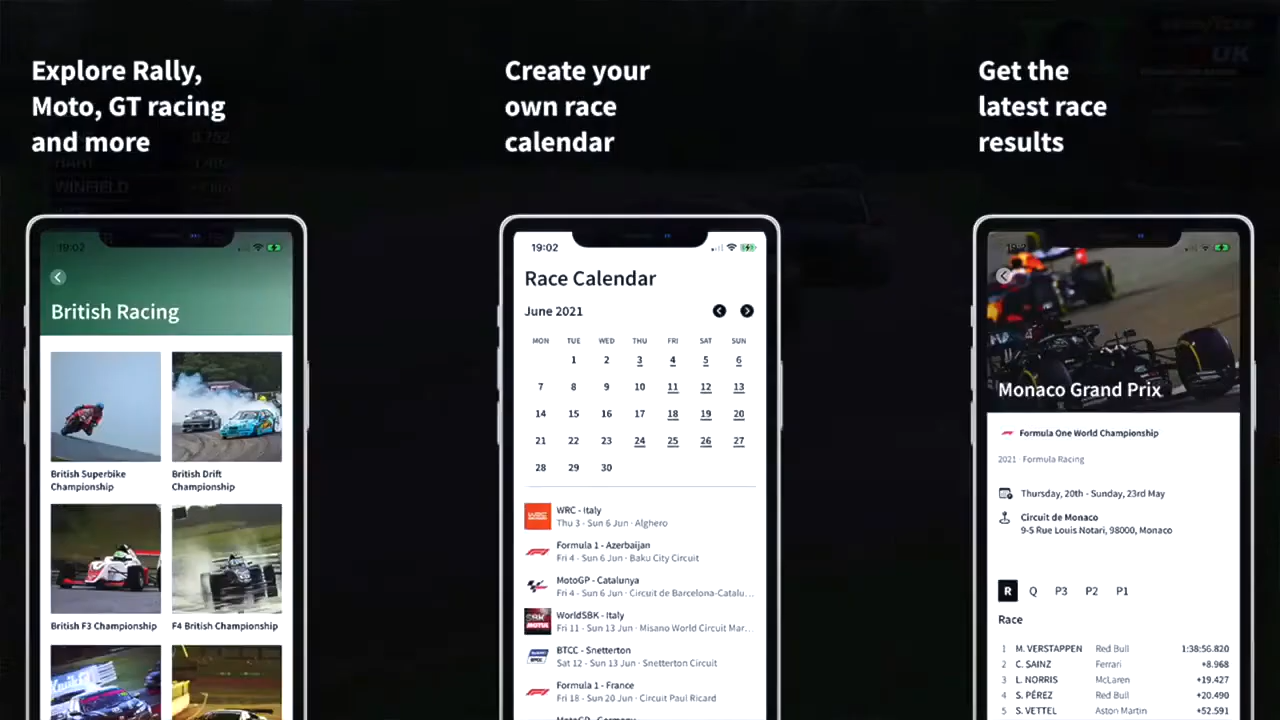 Explore Rally,
Moto, GT racing
and more
19:02
British Racing
British Superbike
Championship
British Drift
Championship
British F3 Championship
F4 British Championship
Create your
own race
calendar
19:02
Race Calendar
June 2021
MON TUE WED THU FRI SAT SUN
1 2 3 4 5 6
7 8 9 10 11 12 13
14 15 16 17 18 19 20
21 22 23 24 25 26 27
28 29 30
WRC - Italy
Thu 3 - Sun 6 Jun · Alghero
Formula 1 - Azerbaijan
Fri 4 - Sun 6 Jun · Baku City Circuit
MotoGP - Catalunya
Fri 4 - Sun 6 Jun · Circuit de Barcelona-Catalu...
WorldSBK - Italy
Fri 11 - Sun 13 Jun · Misano World Circuit Mar...
BTCC - Snetterton
Sat 12 - Sun 13 Jun · Snetterton Circuit
Formula 1 - France
Fri 18 - Sun 20 Jun · Circuit Paul Ricard
Get the
latest race
results
Monaco Grand Prix
Formula One World Championship
2021 · Formula Racing
Thursday, 20th - Sunday, 23rd May
Circuit de Monaco
9-5 Rue Louis Notari, 98000, Monaco
R Q P3 P2 P1
Race
1 M. VERSTAPPEN Red Bull 1:38:56.820
2 C. SAINZ Ferrari +8.968
3 L. NORRIS McLaren +19.427
4 S. PÉREZ Red Bull +20.490
5 S. VETTEL Aston Martin +52.591
WINFIELD